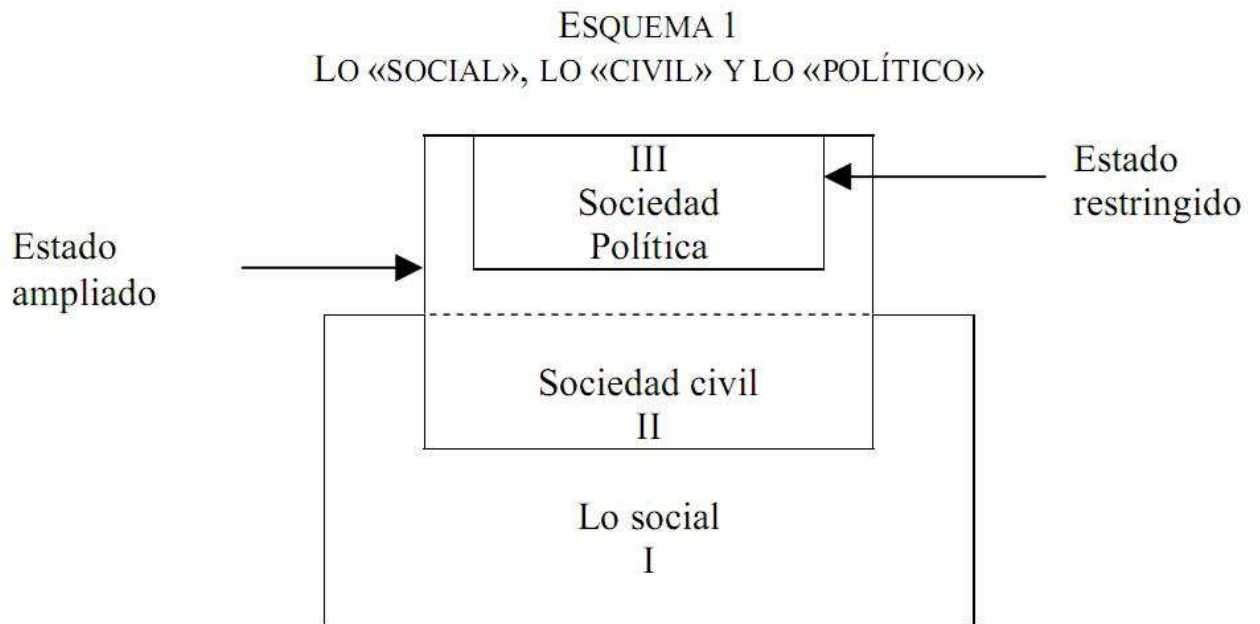 ESQUEMA 1
LO «SOCIAL», LO «CIVIL» Y LO «POLÍTICO»
III
Sociedad
Política
Estado
restringido
Estado
ampliado
Sociedad civil
II
Lo social
I